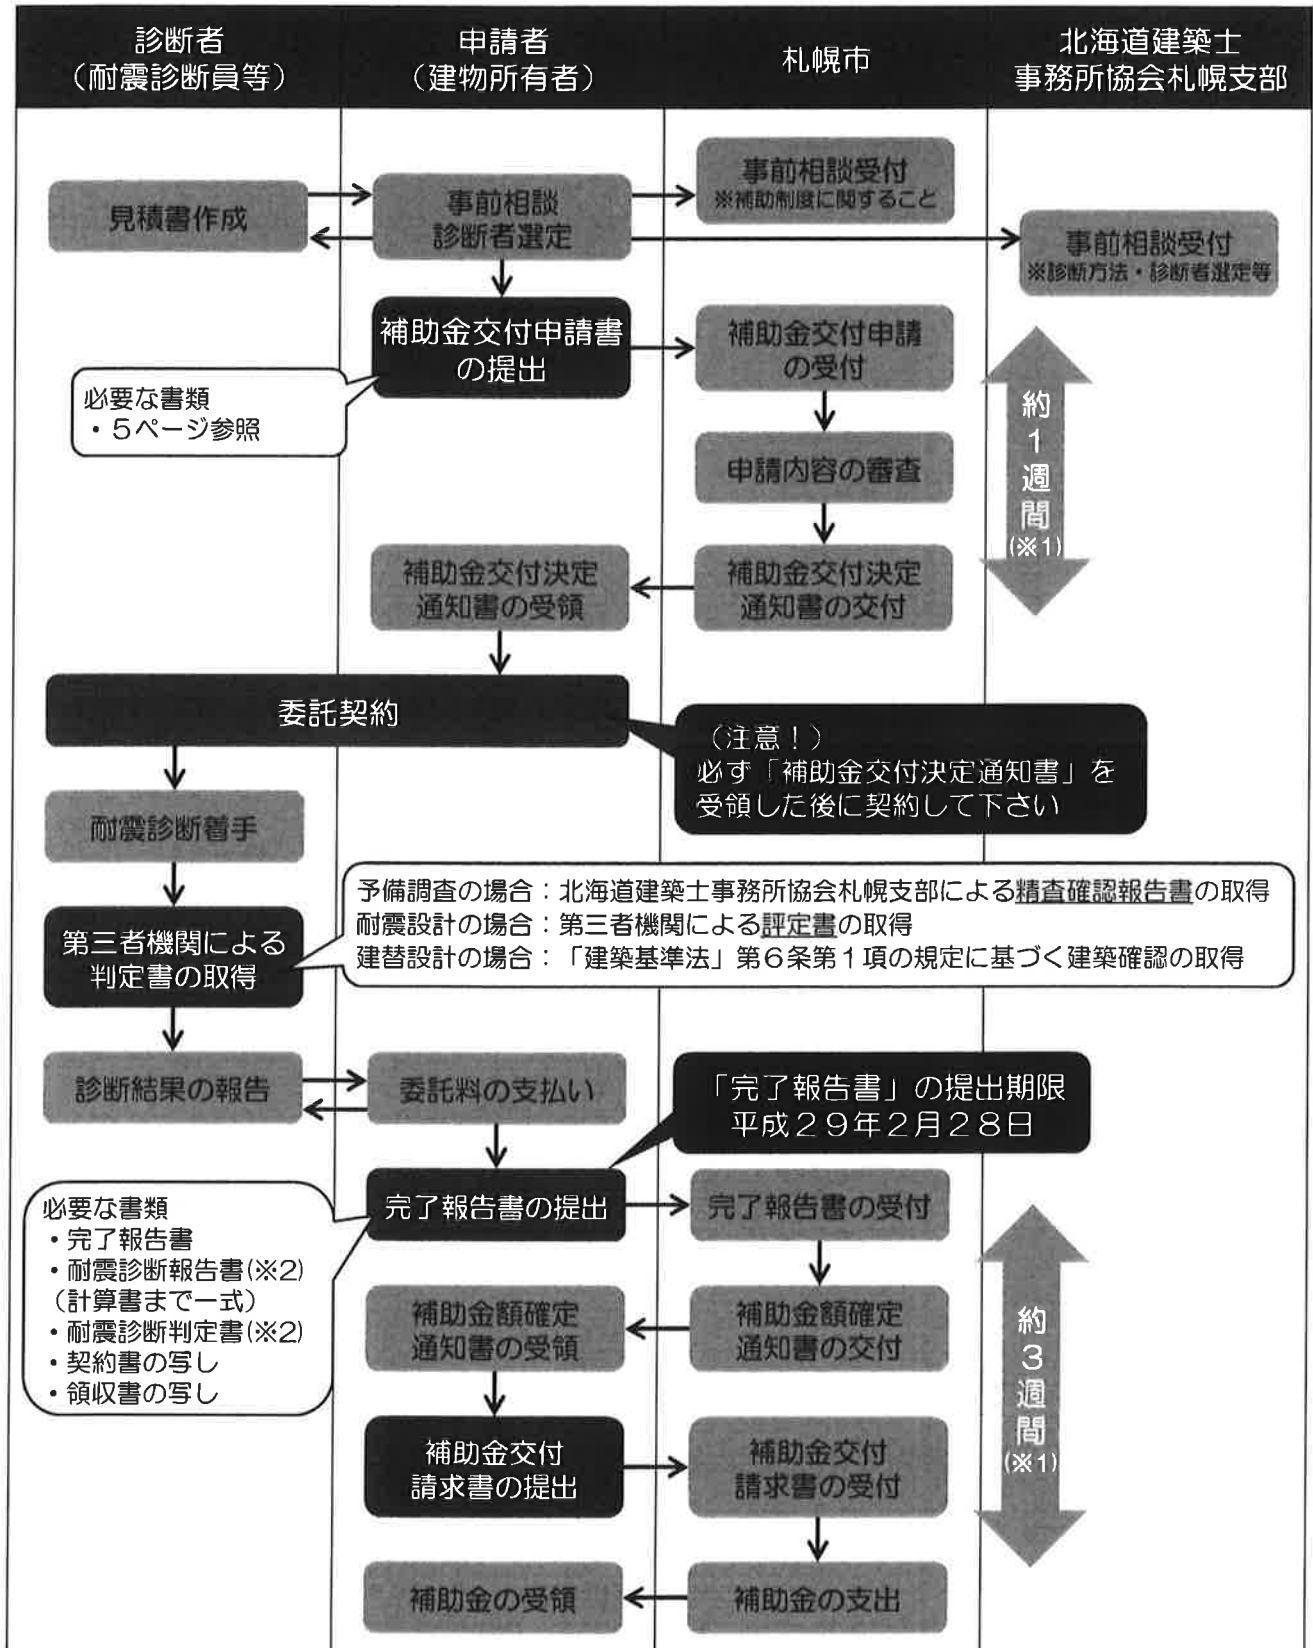 診断者
（耐震診断員等）
申請者
（建物所有者）
札幌市
北海道建築士
事務所協会札幌支部
見積書作成
事前相談
診断者選定
事前相談受付
※補助制度に関すること
事前相談受付
※診断方法・診断者選定等
補助金交付申請書
の提出
補助金交付申請
の受付
必要な書類
・５ページ参照
申請内容の審査
約
１
週
間
(※1)
補助金交付決定
通知書の受領
補助金交付決定
通知書の交付
委託契約
（注意！）
必ず「補助金交付決定通知書」を
受領した後に契約して下さい
耐震診断着手
第三者機関による
判定書の取得
予備調査の場合：北海道建築士事務所協会札幌支部による精査確認報告書の取得
耐震設計の場合：第三者機関による評定書の取得
建替設計の場合：「建築基準法」第６条第１項の規定に基づく建築確認の取得
診断結果の報告
委託料の支払い
「完了報告書」の提出期限
平成２９年２月２８日
完了報告書の提出
完了報告書の受付
必要な書類
・完了報告書
・耐震診断報告書(※2)
（計算書まで一式）
・耐震診断判定書(※2)
・契約書の写し
・領収書の写し
補助金額確定
通知書の受領
補助金額確定
通知書の交付
約
３
週
間
(※1)
補助金交付
請求書の提出
補助金交付
請求書の受付
補助金の受領
補助金の支出